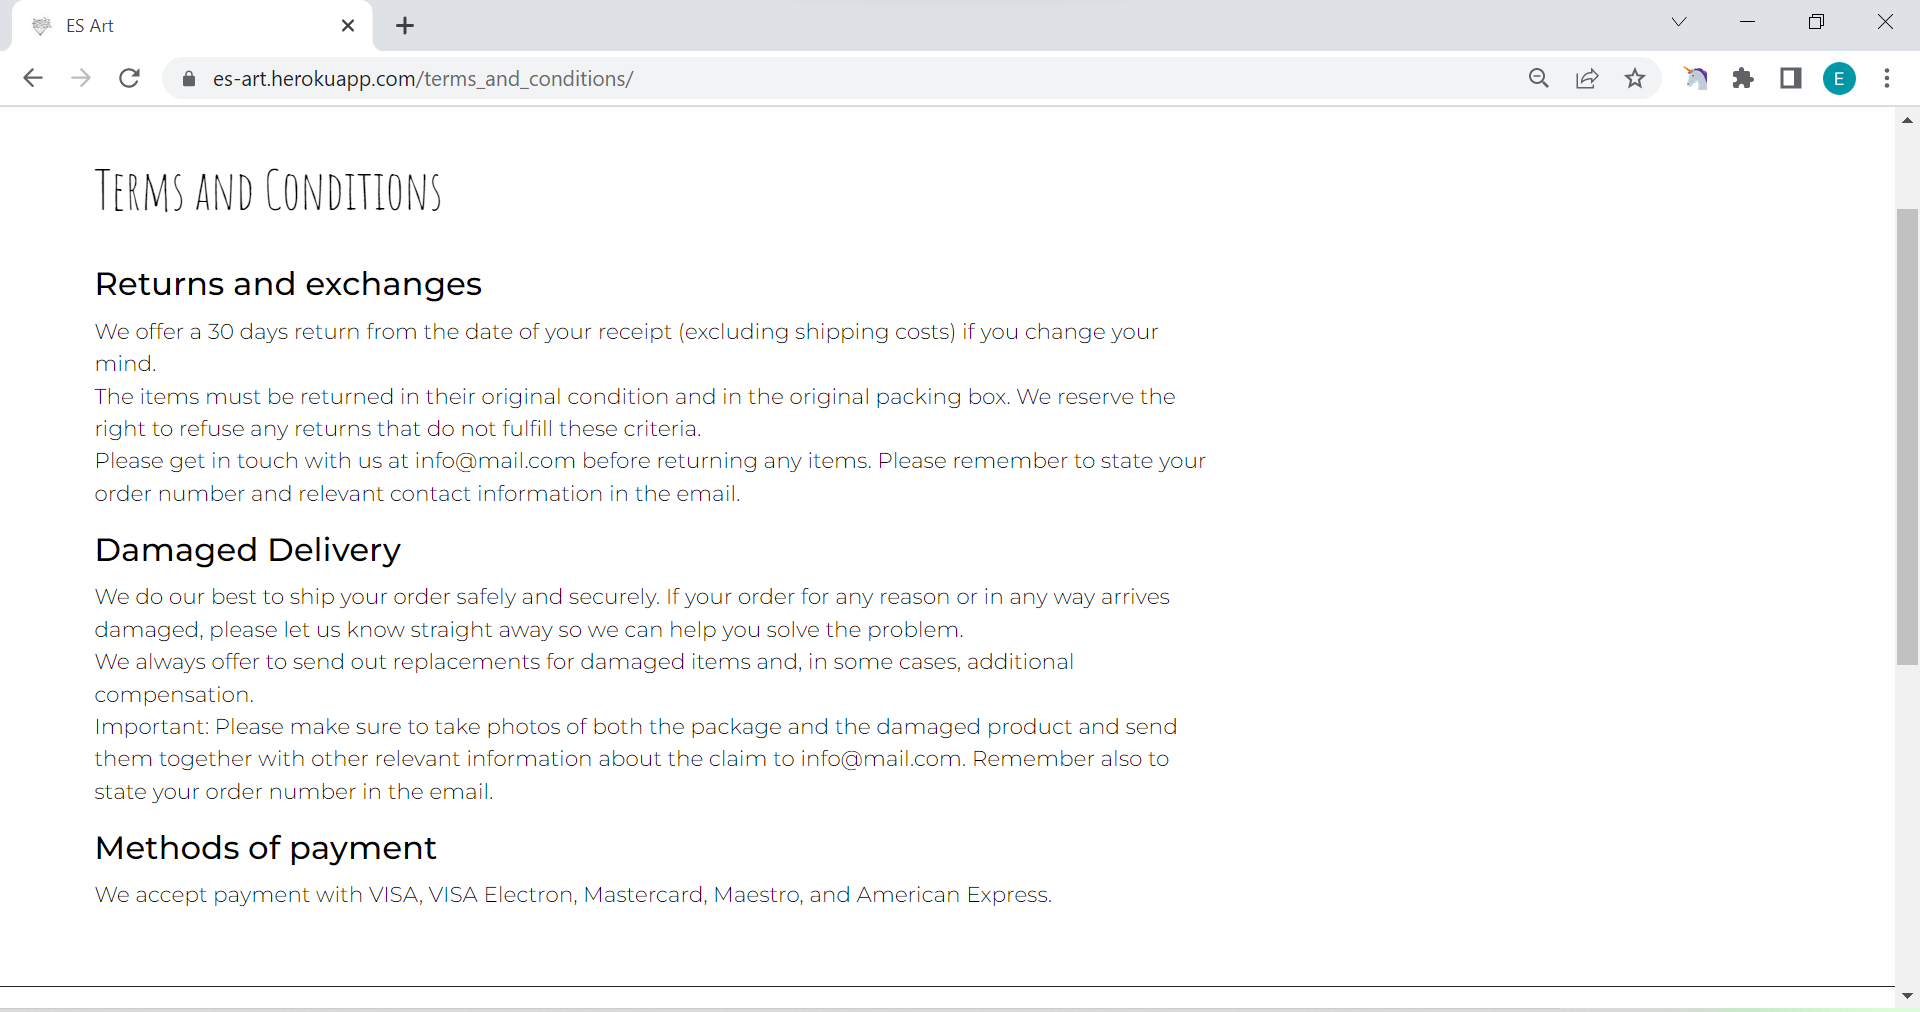 ES Art
es-art.herokuapp.com/terms_and_conditions/
E
Terms and Conditions
Returns and exchanges
We offer a 30 days return from the date of your receipt (excluding shipping costs) if you change your
mind.
The items must be returned in their original condition and in the original packing box. We reserve the
right to refuse any returns that do not fulfill these criteria.
Please get in touch with us at info@mail.com before returning any items. Please remember to state your
order number and relevant contact information in the email.
Damaged Delivery
We do our best to ship your order safely and securely. If your order for any reason or in any way arrives
damaged, please let us know straight away so we can help you solve the problem.
We always offer to send out replacements for damaged items and, in some cases, additional
compensation.
Important: Please make sure to take photos of both the package and the damaged product and send
them together with other relevant information about the claim to info@mail.com. Remember also to
state your order number in the email.
Methods of payment
We accept payment with VISA, VISA Electron, Mastercard, Maestro, and American Express.